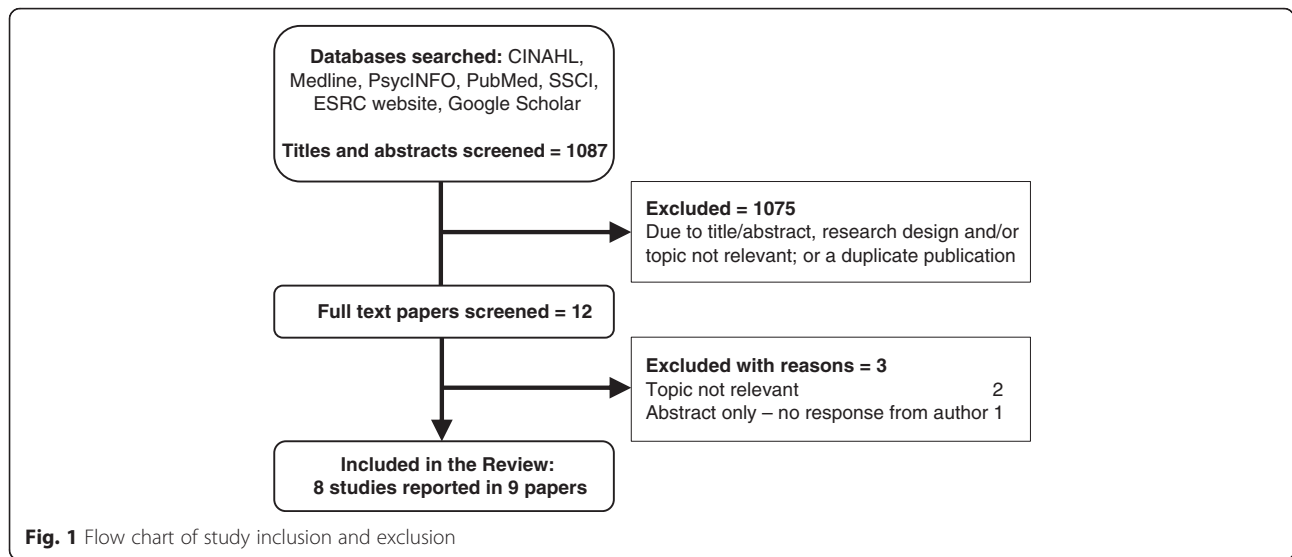 Databases searched: CINAHL,
Medline, PsycINFO, PubMed, SSCI,
ESRC website, Google Scholar
Titles and abstracts screened = 1087
Excluded = 1075
Due to title/abstract, research design and/or
topic not relevant; or a duplicate publication
Full text papers screened = 12
Excluded with reasons = 3
Topic not relevant 2
Abstract only – no response from author 1
Included in the Review:
8 studies reported in 9 papers
Fig. 1 Flow chart of study inclusion and exclusion